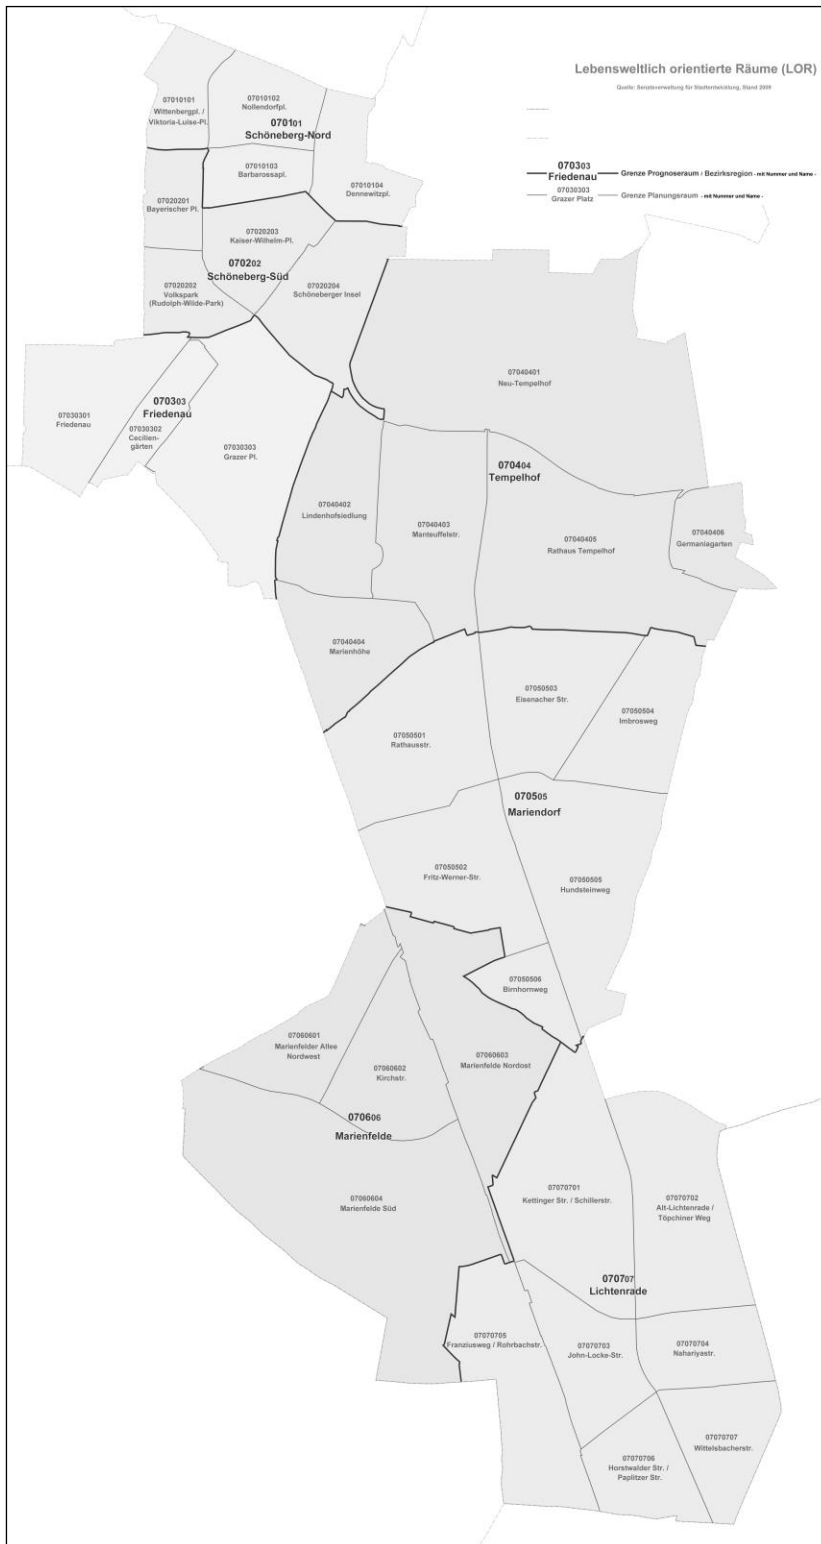 Lebensweltlich orientierte Räume (LOR)
Quelle: Senatsverwaltung für Stadtentwicklung, Stand 2009
07303
Friedenau
Grenze Prognoseraum / Bezirksregion - mit Nummer und Name -
07030303
Grazer Platz
Grenze Planungsraum - mit Nummer und Name -
07010101
Wittenbergpl. /
Viktoria-Luise-Pl.
07010102
Nollendorfpl.
070101
Schöneberg-Nord
07010103
Barbarossapl.
07010104
Dennewitzpl.
07020201
Bayerischer Pl.
07020203
Kaiser-Wilhelm-Pl.
070202
Schöneberg-Süd
07020202
Volkspark
(Rudolph-Wilde-Park)
07020204
Schöneberger Insel
07040401
Neu-Tempelhof
070303
Friedenau
07030301
Friedenau
07030302
Cecilien-
gärten
07030303
Grazer Pl.
070404
Tempelhof
07040402
Lindenhofsiedlung
07040403
Manteuffelstr.
07040405
Rathaus Tempelhof
07040406
Germaniagarten
07040404
Marienhöhe
07050503
Eisenacher Str.
07050504
Imbrosweg
07050501
Rathausstr.
070505
Mariendorf
07050502
Fritz-Werner-Str.
07050505
Hundsteinweg
07050506
Birnhornweg
07060601
Marienfelder Allee
Nordwest
07060602
Kirchstr.
07060603
Marienfelde Nordost
070606
Marienfelde
07060604
Marienfelde Süd
07070701
Kettinger Str. / Schillerstr.
07070702
Alt-Lichtenrade /
Töpchiner Weg
070707
Lichtenrade
07070705
Franziusweg / Rohrbachstr.
07070703
John-Locke-Str.
07070704
Nahariyastr.
07070706
Horstwalder Str. /
Paplitzer Str.
07070707
Wittelsbacherstr.